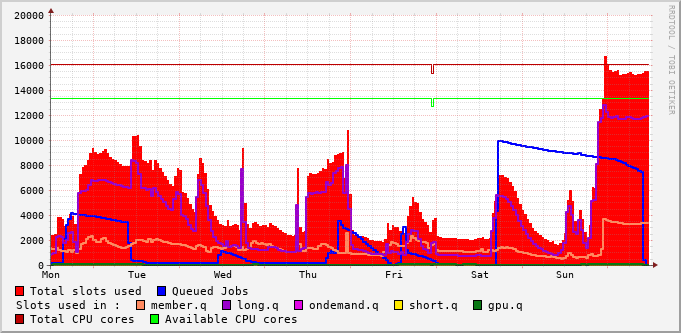 RRDTOOL / TOBI OETIKER
20000
18000
16000
14000
12000
10000
8000
6000
4000
2000
0
Mon Tue Wed Thu Fri Sat Sun
Total slots used Queued Jobs
Slots used in : member.q long.q ondemand.q short.q gpu.q
Total CPU cores Available CPU cores